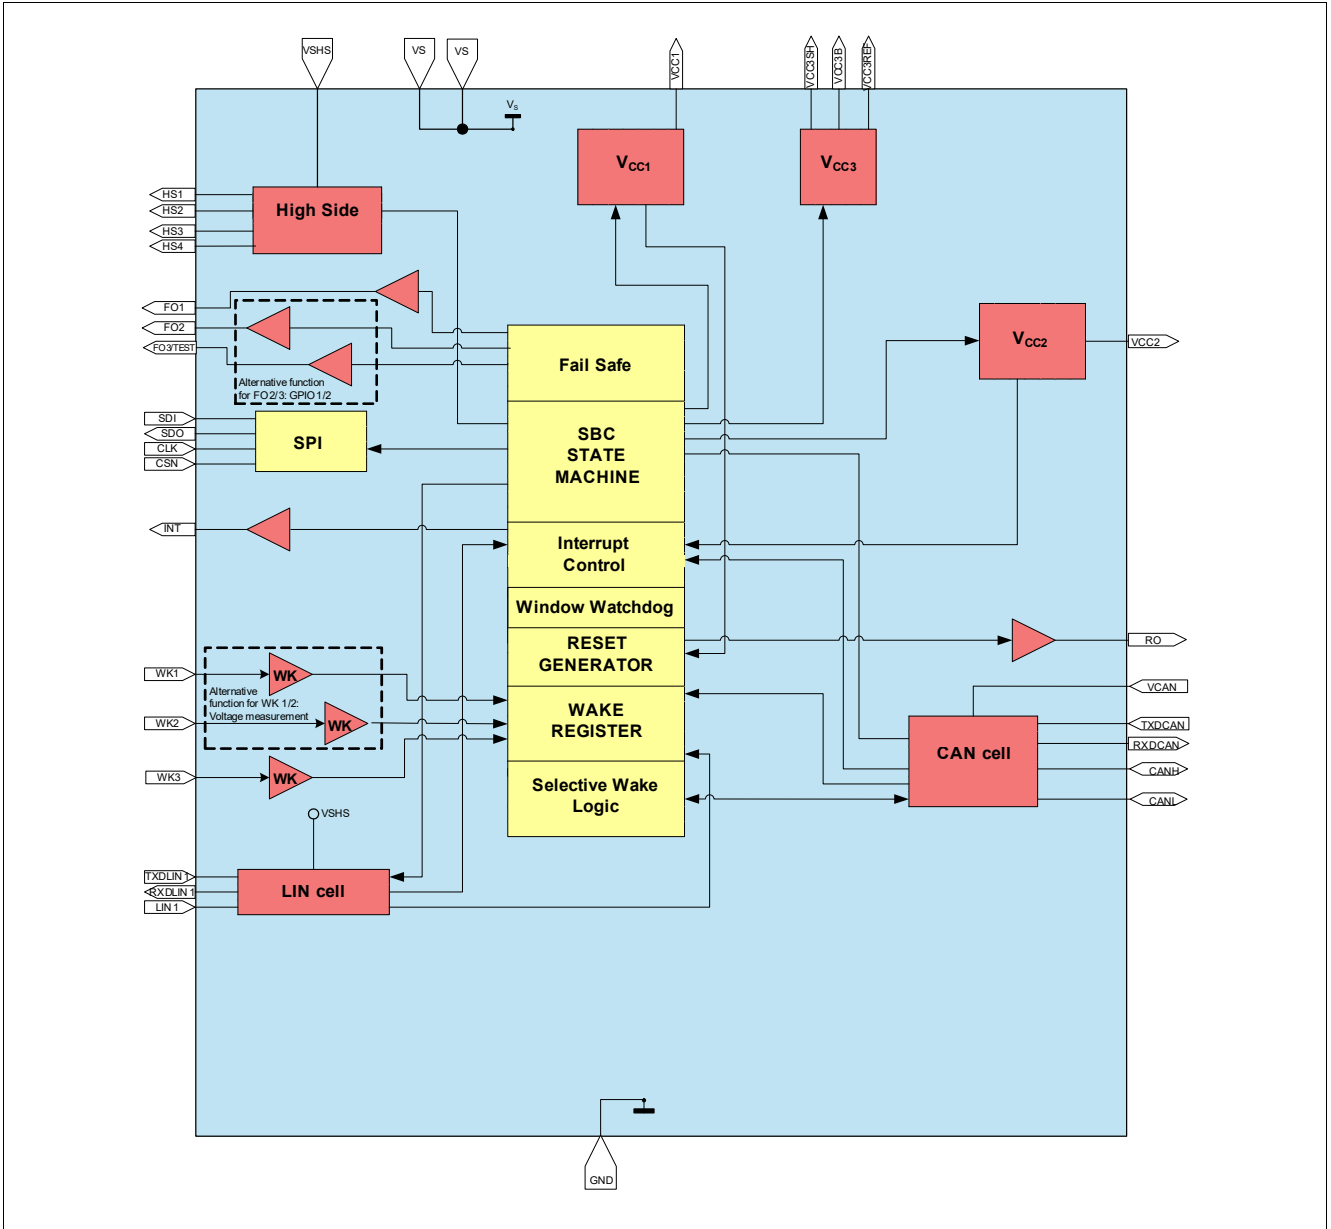 VSHS
VS
VS
VCC1
VCC3SH
VCC3B
VCC3REF
VS
VCC1
VCC3
HS1
HS2
HS3
HS4
High Side
FO1
FO2
FO3/TEST
Alternative function
for FO2/3: GPIO1/2
Fail Safe
VCC2
VCC2
SDI
SDO
CLK
CSN
SPI
SBC
STATE
MACHINE
INT
Interrupt
Control
Window Watchdog
RESET
GENERATOR
RO
WK1
WK
Alternative
function for WK 1/2:
Voltage measurement
WK2
WK
WK3
WK
WAKE
REGISTER
Selective Wake
Logic
VCAN
TXDCAN
RXDCAN
CANH
CANL
CAN cell
VSHS
TXDLIN1
RXDLIN1
LIN1
LIN cell
GND